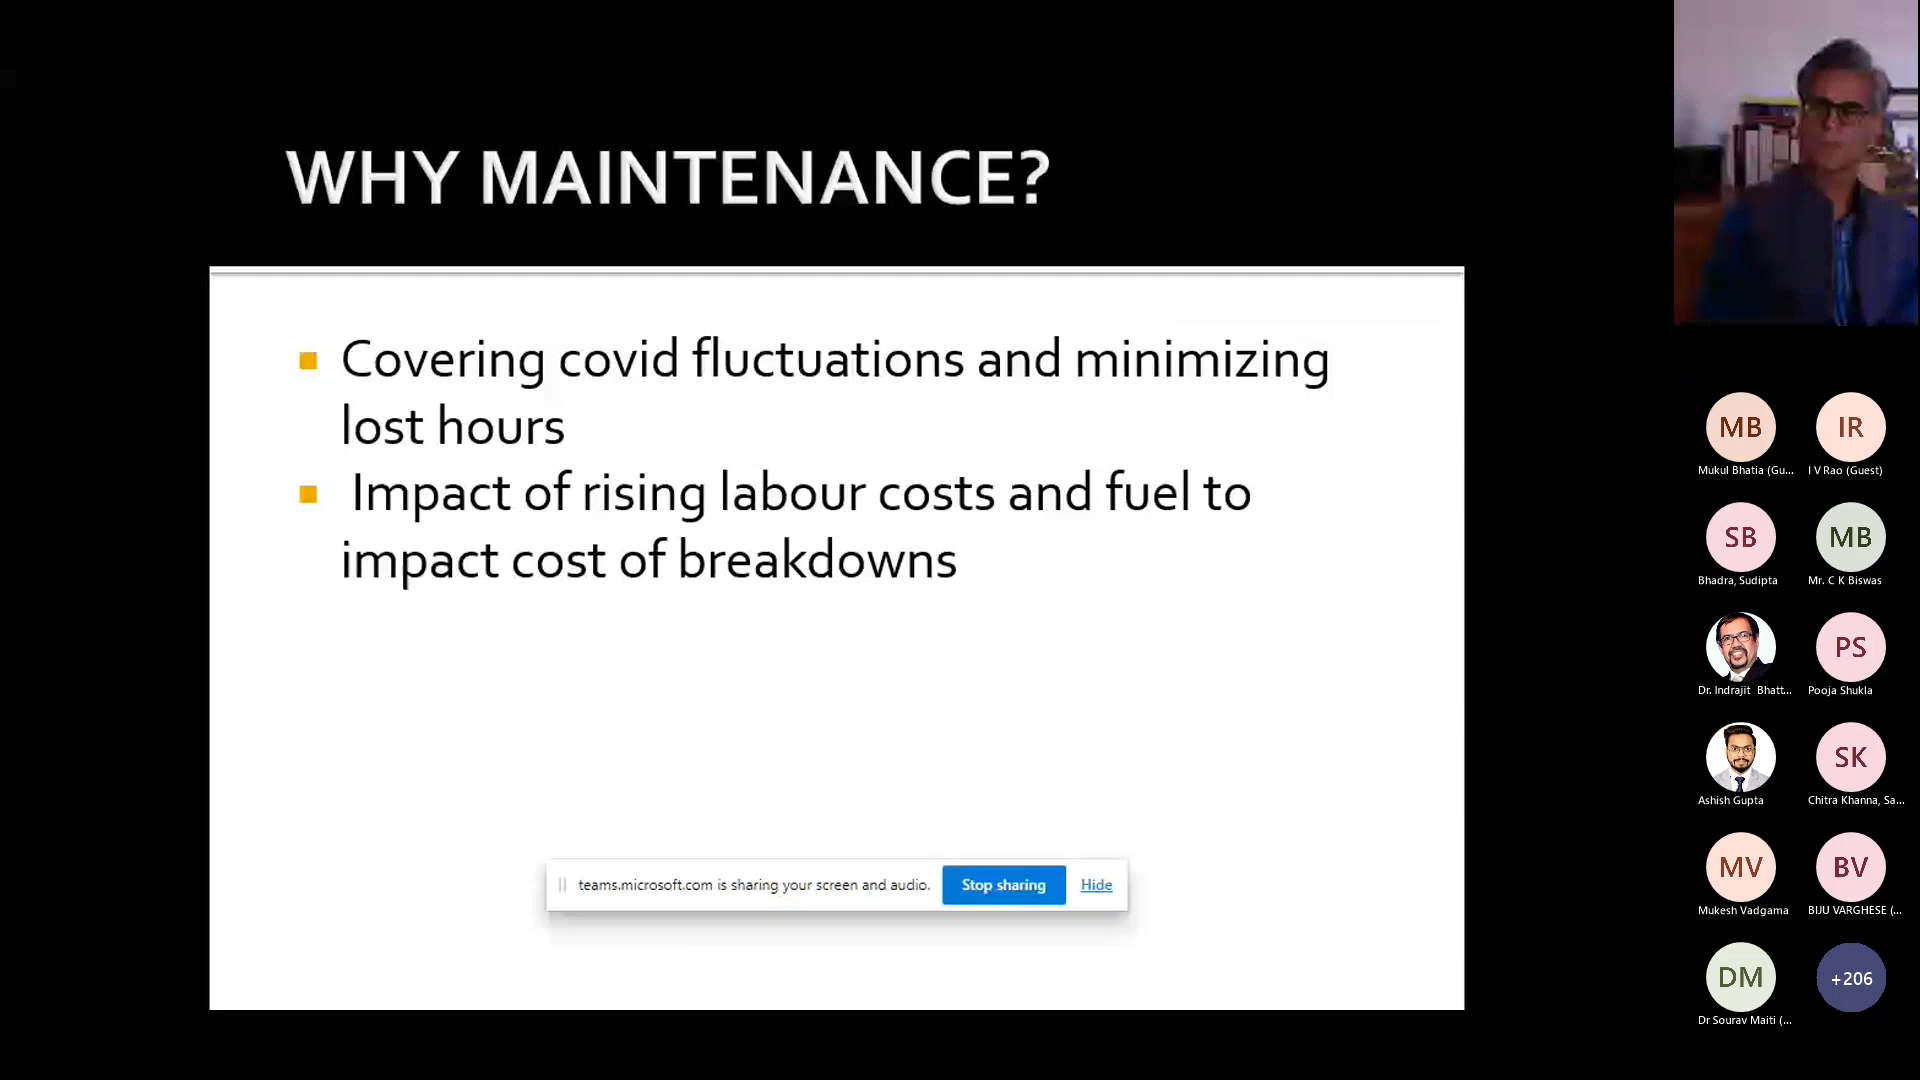 WHY MAINTENANCE?
Covering covid fluctuations and minimizing
lost hours
Impact of rising labour costs and fuel to
impact cost of breakdowns
teams.microsoft.com is sharing your screen and audio. Stop sharing Hide
MB IR
Mukul Bhatia (Gu... I V Rao (Guest)
SB MB
Bhadra, Sudipta Mr. C K Biswas
PS
Dr. Indrajit Bhatt... Pooja Shukla
SK
Ashish Gupta Chitra Khanna, Sa...
MV BV
Mukesh Vadgama BIJU VARGHESE (...
DM +206
Dr Sourav Maiti (...